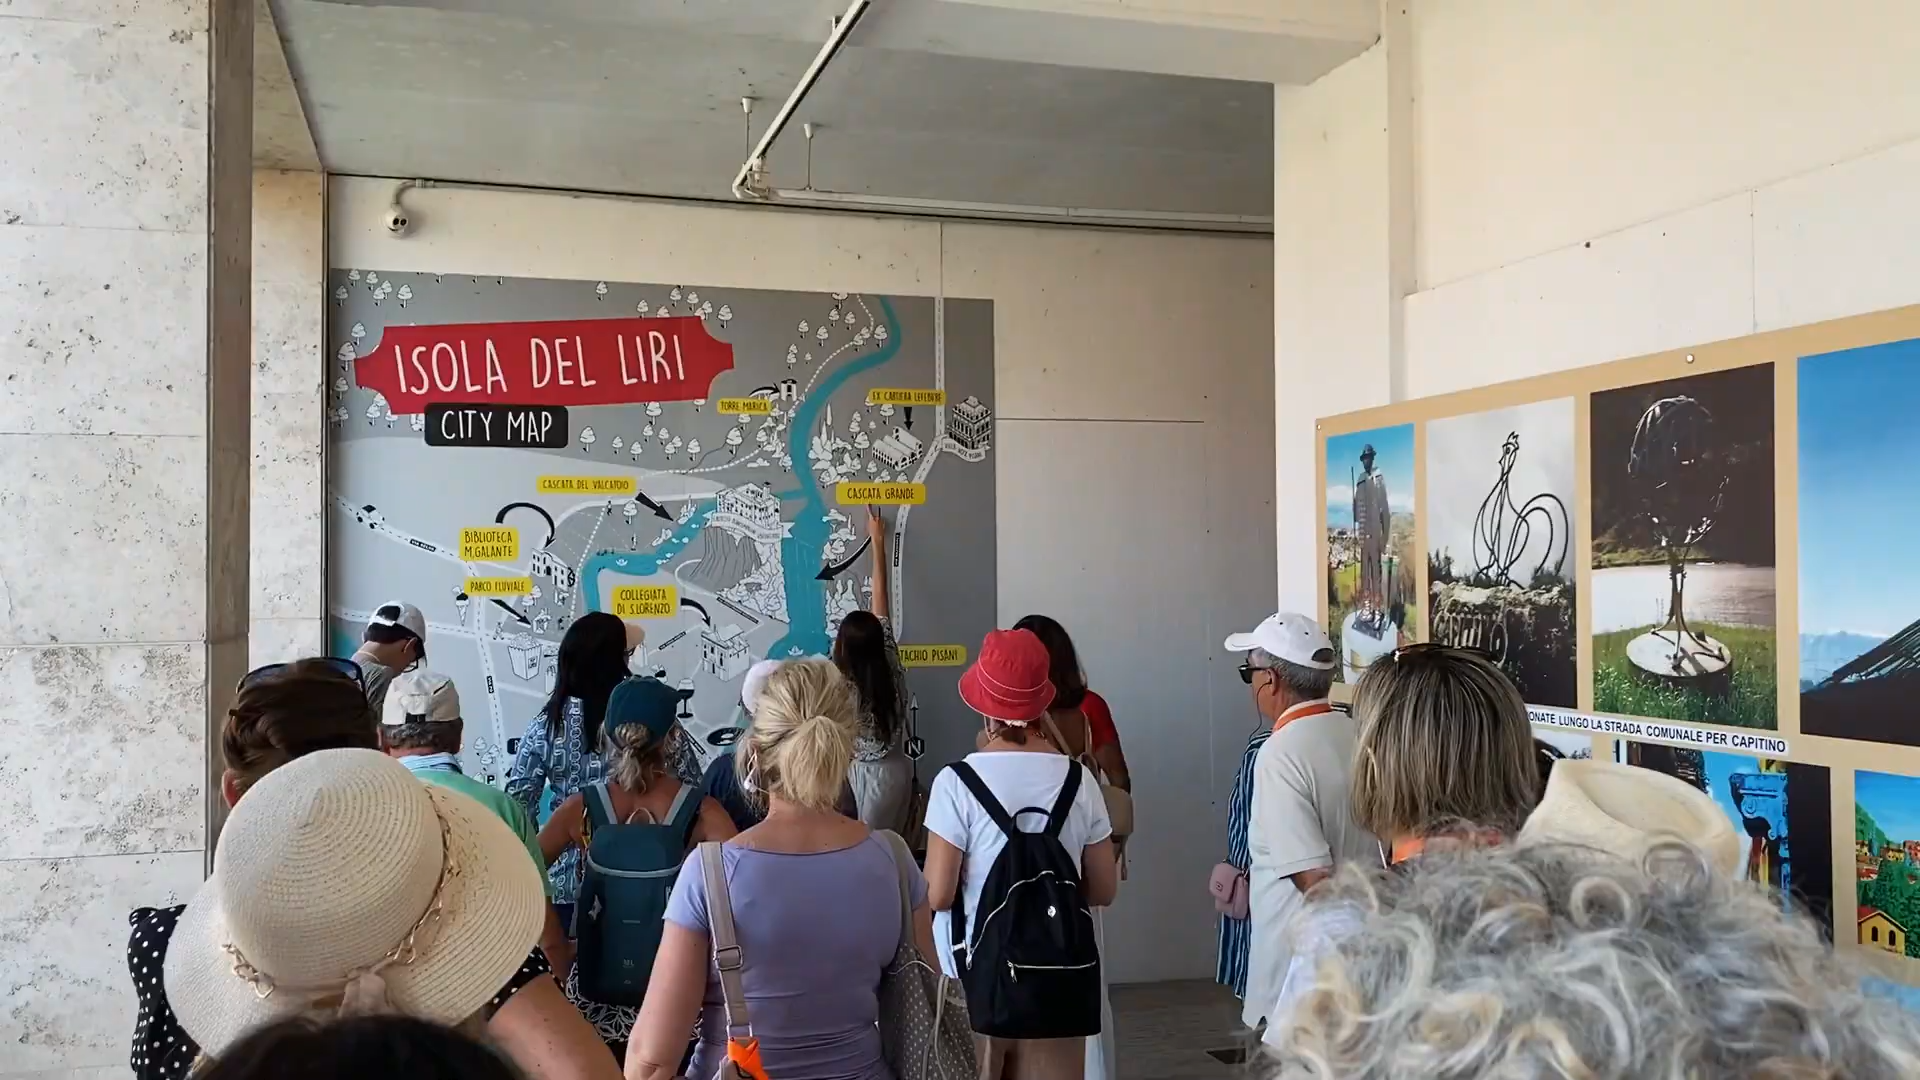 ISOLA DEL LIRI
CITY MAP
TORRE MARICA
EX CARTIERA LEFEBVRE
CASCATA DEL VALCATOIO
CASCATA GRANDE
BIBLIOTECA
M.GALANTE
PARCO FLUVIALE
COLLEGIATA
DI S.LORENZO
TACHIO PISANI
N
P
ONATE LUNGO LA STRADA COMUNALE PER CAPITINO